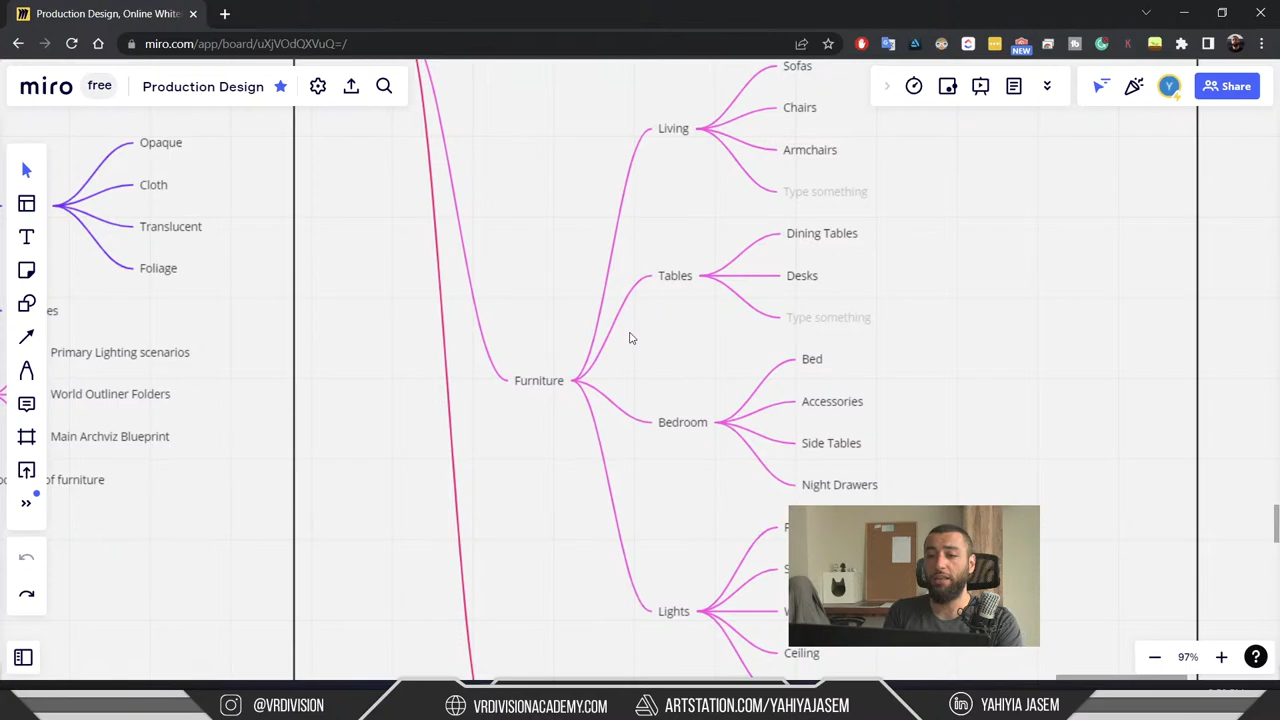 Production Design, Online White
miro.com/app/board/uXjVOdQXVuQ=/
NEW
miro
free
Production Design
Y
Share
Opaque
Cloth
Translucent
Foliage
es
Primary Lighting scenarios
World Outliner Folders
Main Archviz Blueprint
of furniture
Furniture
Living
Sofas
Chairs
Armchairs
Type something
Tables
Dining Tables
Desks
Type something
Bedroom
Bed
Accessories
Side Tables
Night Drawers
Lights
Ceiling
97%
@VRDIVISION
VRDIVISIONACADEMY.COM
ARTSTATION.COM/YAHIYAJASEM
YAHIYIA JASEM